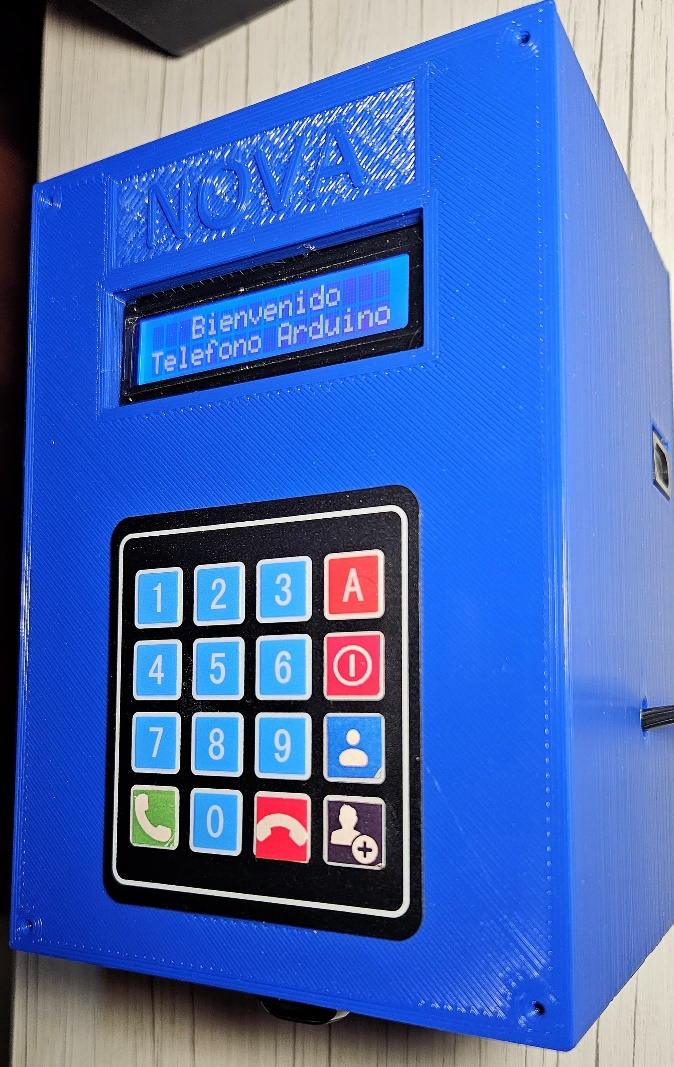 NOVA
Bienvenido
Telefono Arduino
1 2 3 A
4 5 6
7 8 9
0